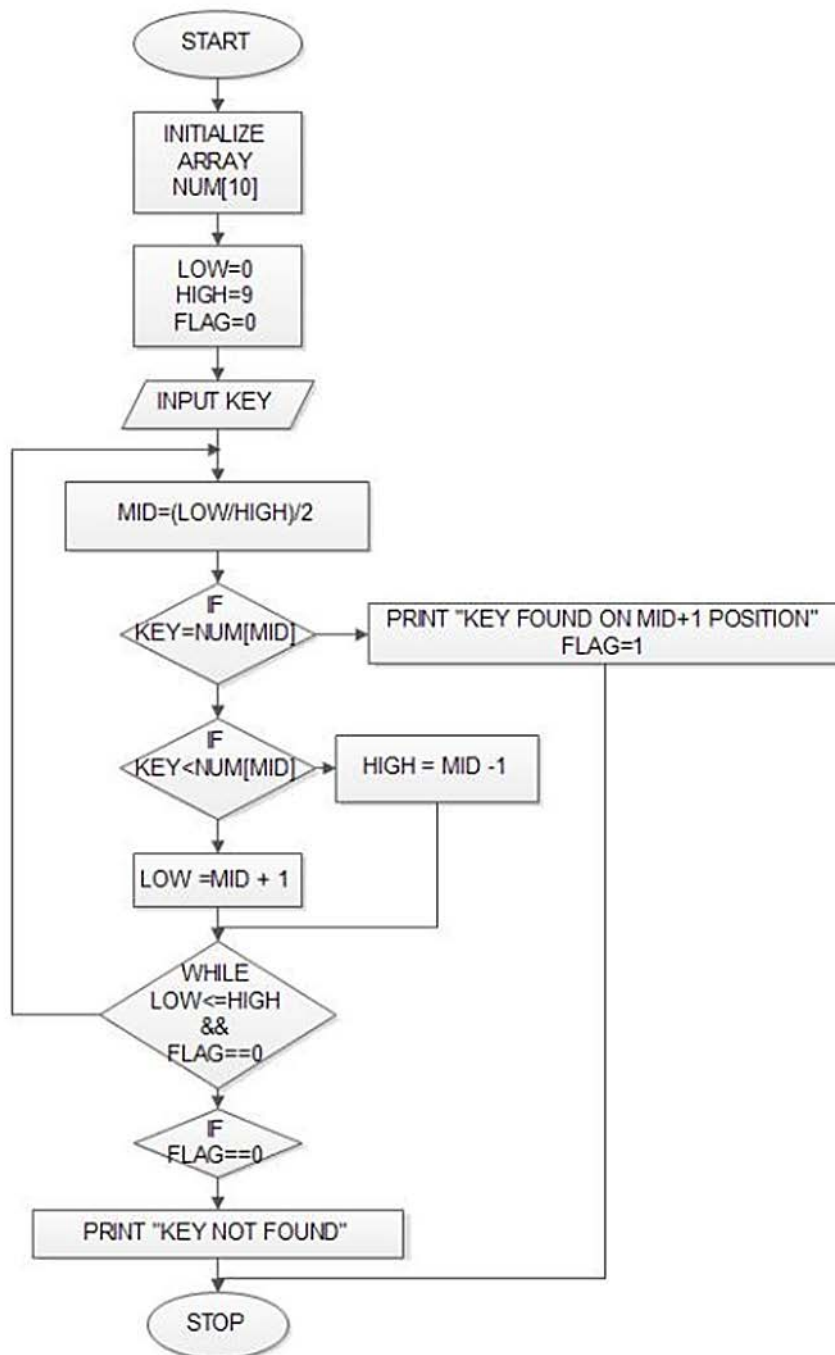 START
INITIALIZE
ARRAY
NUM[10]
LOW=0
HIGH=9
FLAG=0
INPUT KEY
MID=(LOW/HIGH)/2
IF
KEY=NUM[MID]
PRINT "KEY FOUND ON MID+1 POSITION"
FLAG=1
IF
KEY<NUM[MID]
HIGH = MID -1
LOW =MID + 1
WHILE
LOW<=HIGH
&&
FLAG==0
IF
FLAG==0
PRINT "KEY NOT FOUND"
STOP